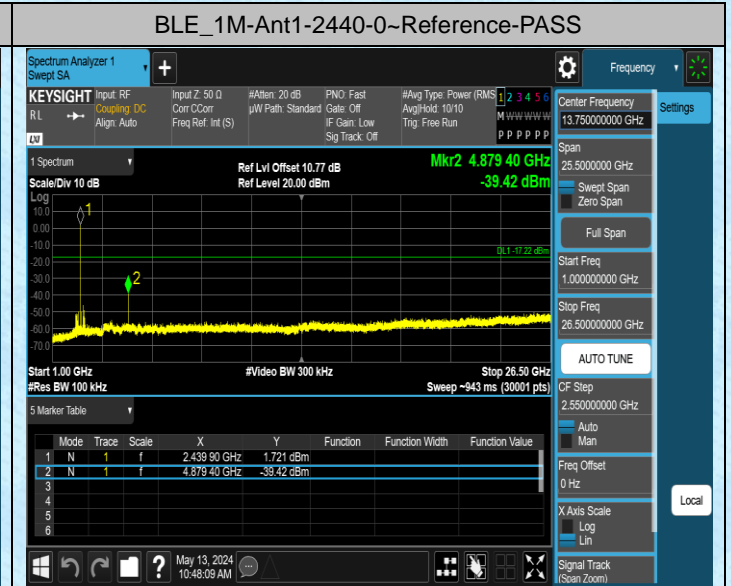 BLE_1M-Ant1-2440-0~Reference-PASS
Spectrum Analyzer 1
Swept SA
+
Frequency
KEYSIGHT
RL
LXI
Input: RF
Coupling: DC
Align: Auto
Input Z: 50 Ω
Corr CCorr
Freq Ref: Int (S)
#Atten: 20 dB
µW Path: Standard
PNO: Fast
Gate: Off
IF Gain: Low
Sig Track: Off
#Avg Type: Power (RMS
Avg|Hold: 10/10
Trig: Free Run
1 2 3 4 5 6
M W W W W W
P P P P P P
1 Spectrum
Scale/Div 10 dB
Log
Ref Lvl Offset 10.77 dB
Ref Level 20.00 dBm
Mkr2 4.879 40 GHz
-39.42 dBm
10.0
0.00
-10.0
-20.0
-30.0
-40.0
-50.0
-60.0
-70.0
1
2
DL1 -17.22 dBm
Start 1.00 GHz
#Res BW 100 kHz
#Video BW 300 kHz
Stop 26.50 GHz
Sweep ~943 ms (30001 pts)
5 Marker Table
Mode Trace Scale X Y Function Function Width Function Value
1 N 1 f 2.439 90 GHz 1.721 dBm
2 N 1 f 4.879 40 GHz -39.42 dBm
3
4
5
6
?
May 13, 2024
10:48:09 AM
Center Frequency
13.750000000 GHz
Settings
Span
25.5000000 GHz
Swept Span
Zero Span
Full Span
Start Freq
1.000000000 GHz
Stop Freq
26.500000000 GHz
AUTO TUNE
CF Step
2.550000000 GHz
Auto
Man
Freq Offset
0 Hz
Local
X Axis Scale
Log
Lin
Signal Track
(Span Zoom)